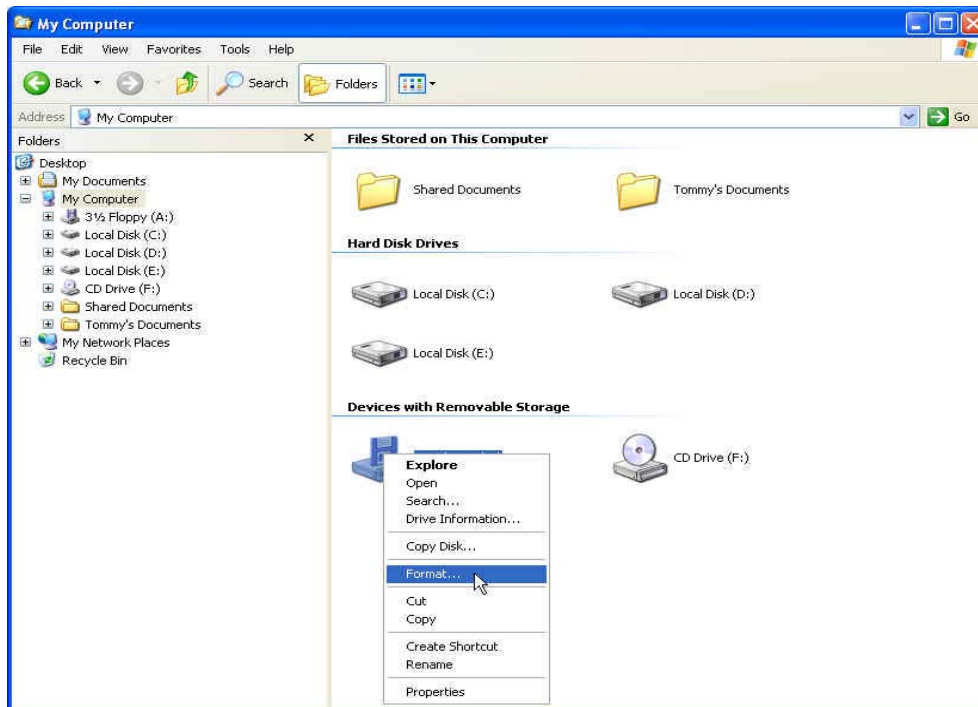 My Computer
File Edit View Favorites Tools Help
Back Search Folders
Address My Computer Go
Folders
Desktop
My Documents
My Computer
3½ Floppy (A:)
Local Disk (C:)
Local Disk (D:)
Local Disk (E:)
CD Drive (F:)
Shared Documents
Tommy's Documents
My Network Places
Recycle Bin
Files Stored on This Computer
Shared Documents
Tommy's Documents
Hard Disk Drives
Local Disk (C:)
Local Disk (D:)
Local Disk (E:)
Devices with Removable Storage
CD Drive (F:)
Explore
Open
Search...
Drive Information...
Copy Disk...
Format...
Cut
Copy
Create Shortcut
Rename
Properties